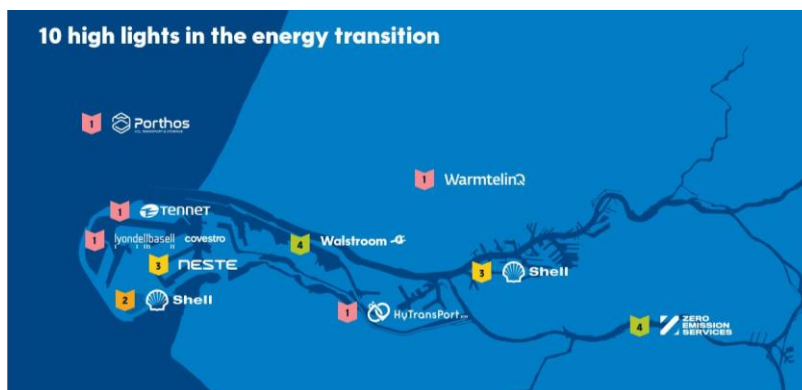 10 high lights in the energy transition
1 Porthos
1 WarmtelinQ
1 TenneT
1 lyondellbasell covestro
4 Walstroom
3 NESTE
3 Shell
2 Shell
1 HyTransPort
4 ZERO
EMISSION
SERVICES